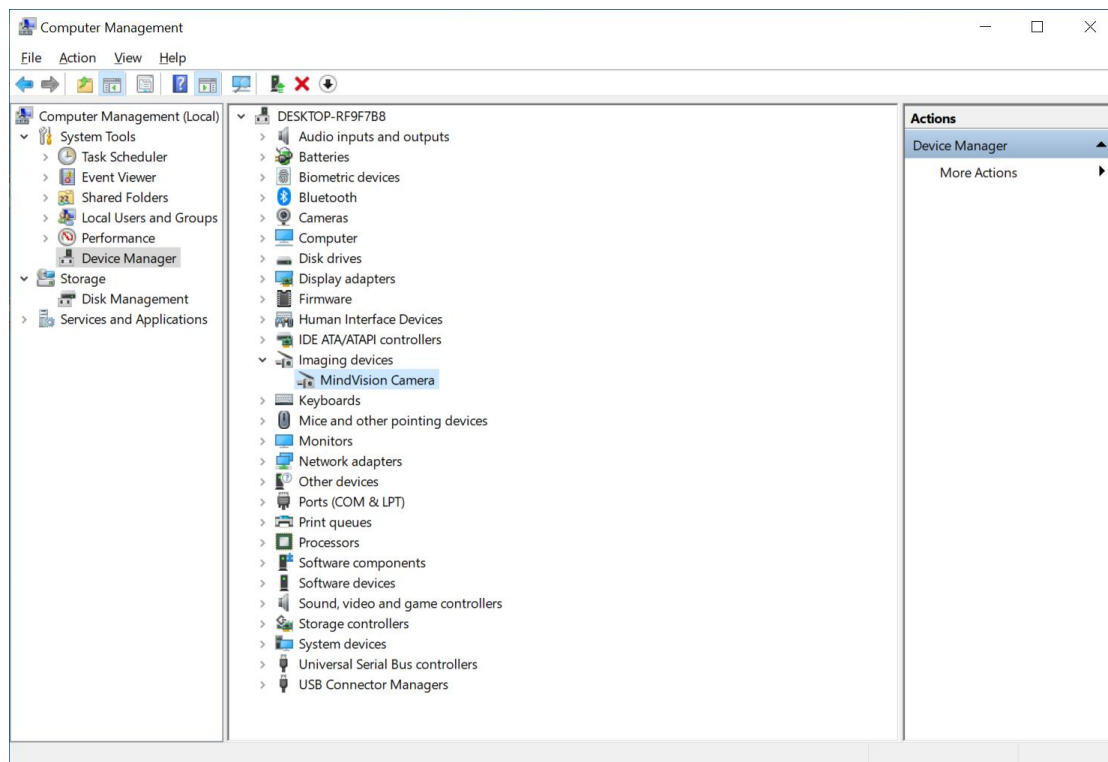 Computer Management
File Action View Help
Computer Management (Local)
System Tools
Task Scheduler
Event Viewer
Shared Folders
Local Users and Groups
Performance
Device Manager
Storage
Disk Management
Services and Applications
DESKTOP-RF9F7B8
Audio inputs and outputs
Batteries
Biometric devices
Bluetooth
Cameras
Computer
Disk drives
Display adapters
Firmware
Human Interface Devices
IDE ATA/ATAPI controllers
Imaging devices
MindVision Camera
Keyboards
Mice and other pointing devices
Monitors
Network adapters
Other devices
Ports (COM & LPT)
Print queues
Processors
Software components
Software devices
Sound, video and game controllers
Storage controllers
System devices
Universal Serial Bus controllers
USB Connector Managers
Actions
Device Manager
More Actions